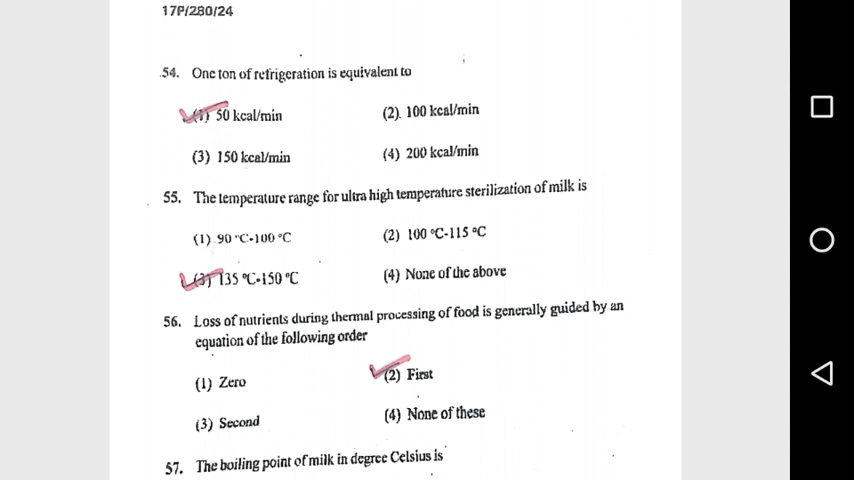 17P/280/24
54. One ton of refrigeration is equivalent to
(1) 50 kcal/min (2). 100 kcal/min
(3) 150 kcal/min (4) 200 kcal/min
55. The temperature range for ultra high temperature sterilization of milk is
(1) 90 °C-100 °C (2) 100 °C-115 °C
(3) 135 °C-150 °C (4) None of the above
56. Loss of nutrients during thermal processing of food is generally guided by an
equation of the following order
(1) Zero (2) First
(3) Second (4) None of these
57. The boiling point of milk in degree Celsius is